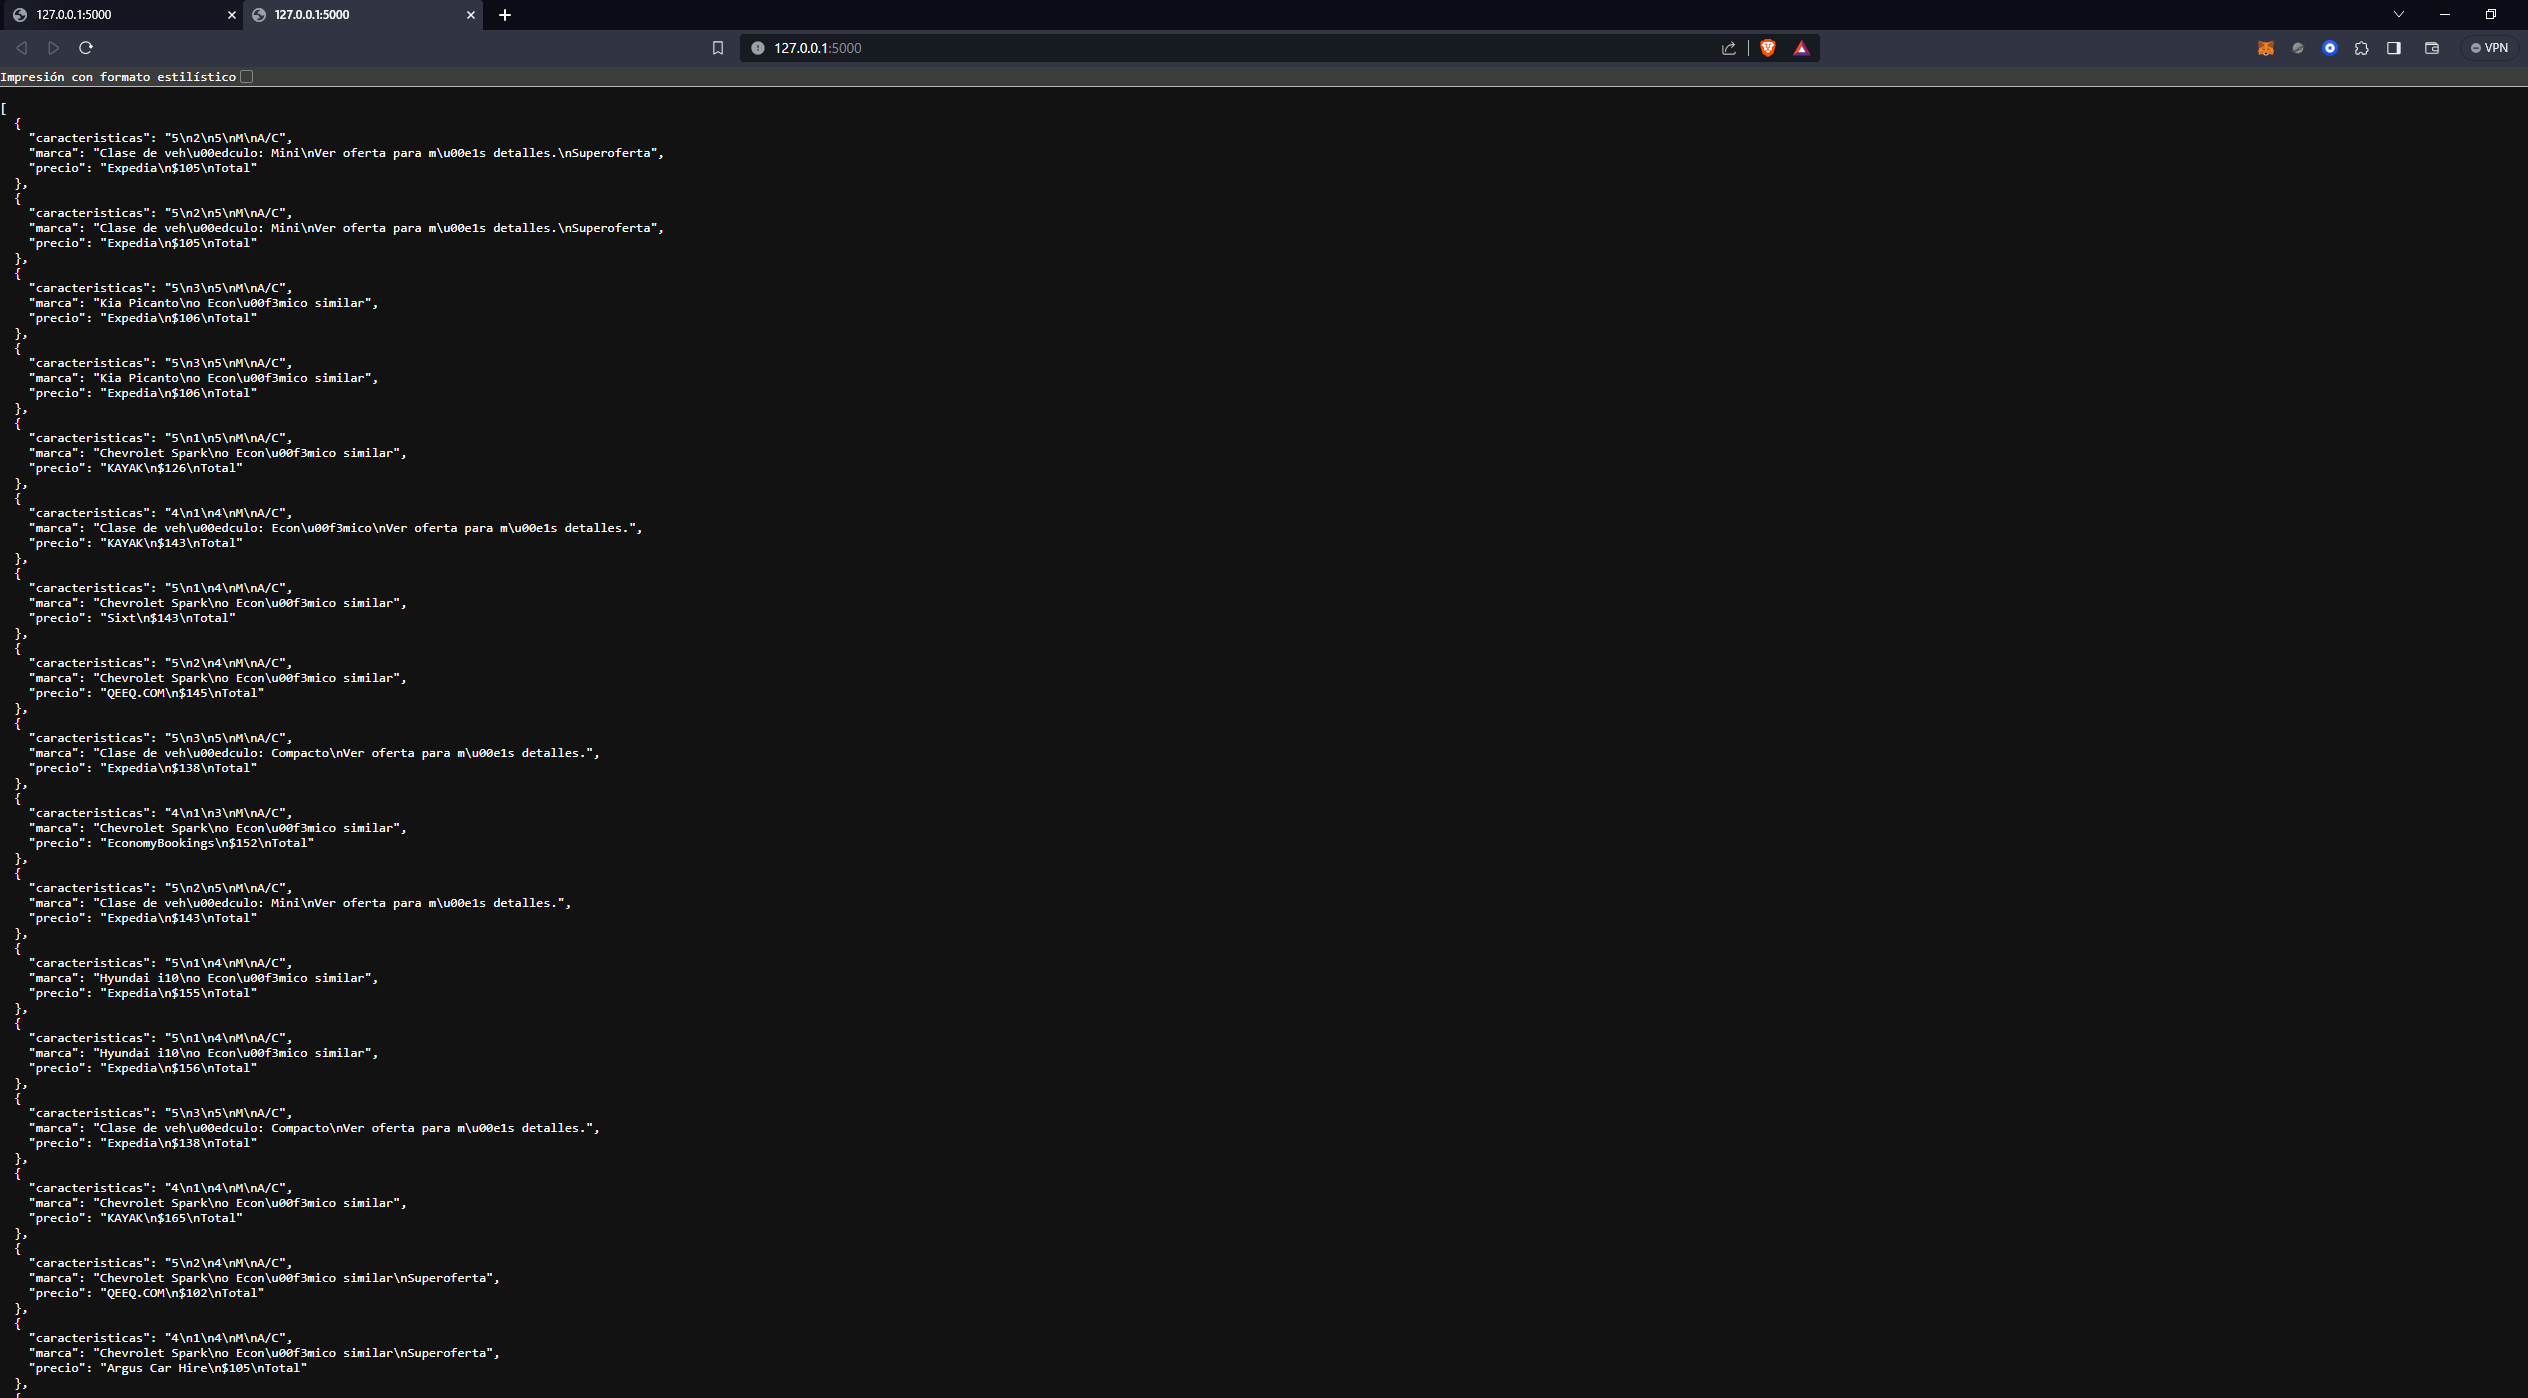 127.0.0.1:5000
127.0.0.1:5000
127.0.0.1:5000
VPN
Impresión con formato estilístico
[
  {
    "caracteristicas": "5\n2\n5\nM\nA/C",
    "marca": "Clase de veh\u00edculo: Mini\nVer oferta para m\u00e1s detalles.\nSuperoferta",
    "precio": "Expedia\n$105\nTotal"
  },
  {
    "caracteristicas": "5\n2\n5\nM\nA/C",
    "marca": "Clase de veh\u00edculo: Mini\nVer oferta para m\u00e1s detalles.\nSuperoferta",
    "precio": "Expedia\n$105\nTotal"
  },
  {
    "caracteristicas": "5\n3\n5\nM\nA/C",
    "marca": "Kia Picanto\no Econ\u00f3mico similar",
    "precio": "Expedia\n$106\nTotal"
  },
  {
    "caracteristicas": "5\n3\n5\nM\nA/C",
    "marca": "Kia Picanto\no Econ\u00f3mico similar",
    "precio": "Expedia\n$106\nTotal"
  },
  {
    "caracteristicas": "5\n1\n5\nM\nA/C",
    "marca": "Chevrolet Spark\no Econ\u00f3mico similar",
    "precio": "KAYAK\n$126\nTotal"
  },
  {
    "caracteristicas": "4\n1\n4\nM\nA/C",
    "marca": "Clase de veh\u00edculo: Econ\u00f3mico\nVer oferta para m\u00e1s detalles.",
    "precio": "KAYAK\n$143\nTotal"
  },
  {
    "caracteristicas": "5\n1\n4\nM\nA/C",
    "marca": "Chevrolet Spark\no Econ\u00f3mico similar",
    "precio": "Sixt\n$143\nTotal"
  },
  {
    "caracteristicas": "5\n2\n4\nM\nA/C",
    "marca": "Chevrolet Spark\no Econ\u00f3mico similar",
    "precio": "QEEQ.COM\n$145\nTotal"
  },
  {
    "caracteristicas": "5\n3\n5\nM\nA/C",
    "marca": "Clase de veh\u00edculo: Compacto\nVer oferta para m\u00e1s detalles.",
    "precio": "Expedia\n$138\nTotal"
  },
  {
    "caracteristicas": "4\n1\n3\nM\nA/C",
    "marca": "Chevrolet Spark\no Econ\u00f3mico similar",
    "precio": "EconomyBookings\n$152\nTotal"
  },
  {
    "caracteristicas": "5\n2\n5\nM\nA/C",
    "marca": "Clase de veh\u00edculo: Mini\nVer oferta para m\u00e1s detalles.",
    "precio": "Expedia\n$143\nTotal"
  },
  {
    "caracteristicas": "5\n1\n4\nM\nA/C",
    "marca": "Hyundai i10\no Econ\u00f3mico similar",
    "precio": "Expedia\n$155\nTotal"
  },
  {
    "caracteristicas": "5\n1\n4\nM\nA/C",
    "marca": "Hyundai i10\no Econ\u00f3mico similar",
    "precio": "Expedia\n$156\nTotal"
  },
  {
    "caracteristicas": "5\n3\n5\nM\nA/C",
    "marca": "Clase de veh\u00edculo: Compacto\nVer oferta para m\u00e1s detalles.",
    "precio": "Expedia\n$138\nTotal"
  },
  {
    "caracteristicas": "4\n1\n4\nM\nA/C",
    "marca": "Chevrolet Spark\no Econ\u00f3mico similar",
    "precio": "KAYAK\n$165\nTotal"
  },
  {
    "caracteristicas": "5\n2\n4\nM\nA/C",
    "marca": "Chevrolet Spark\no Econ\u00f3mico similar\nSuperoferta",
    "precio": "QEEQ.COM\n$102\nTotal"
  },
  {
    "caracteristicas": "4\n1\n4\nM\nA/C",
    "marca": "Chevrolet Spark\no Econ\u00f3mico similar\nSuperoferta",
    "precio": "Argus Car Hire\n$105\nTotal"
  },
  {